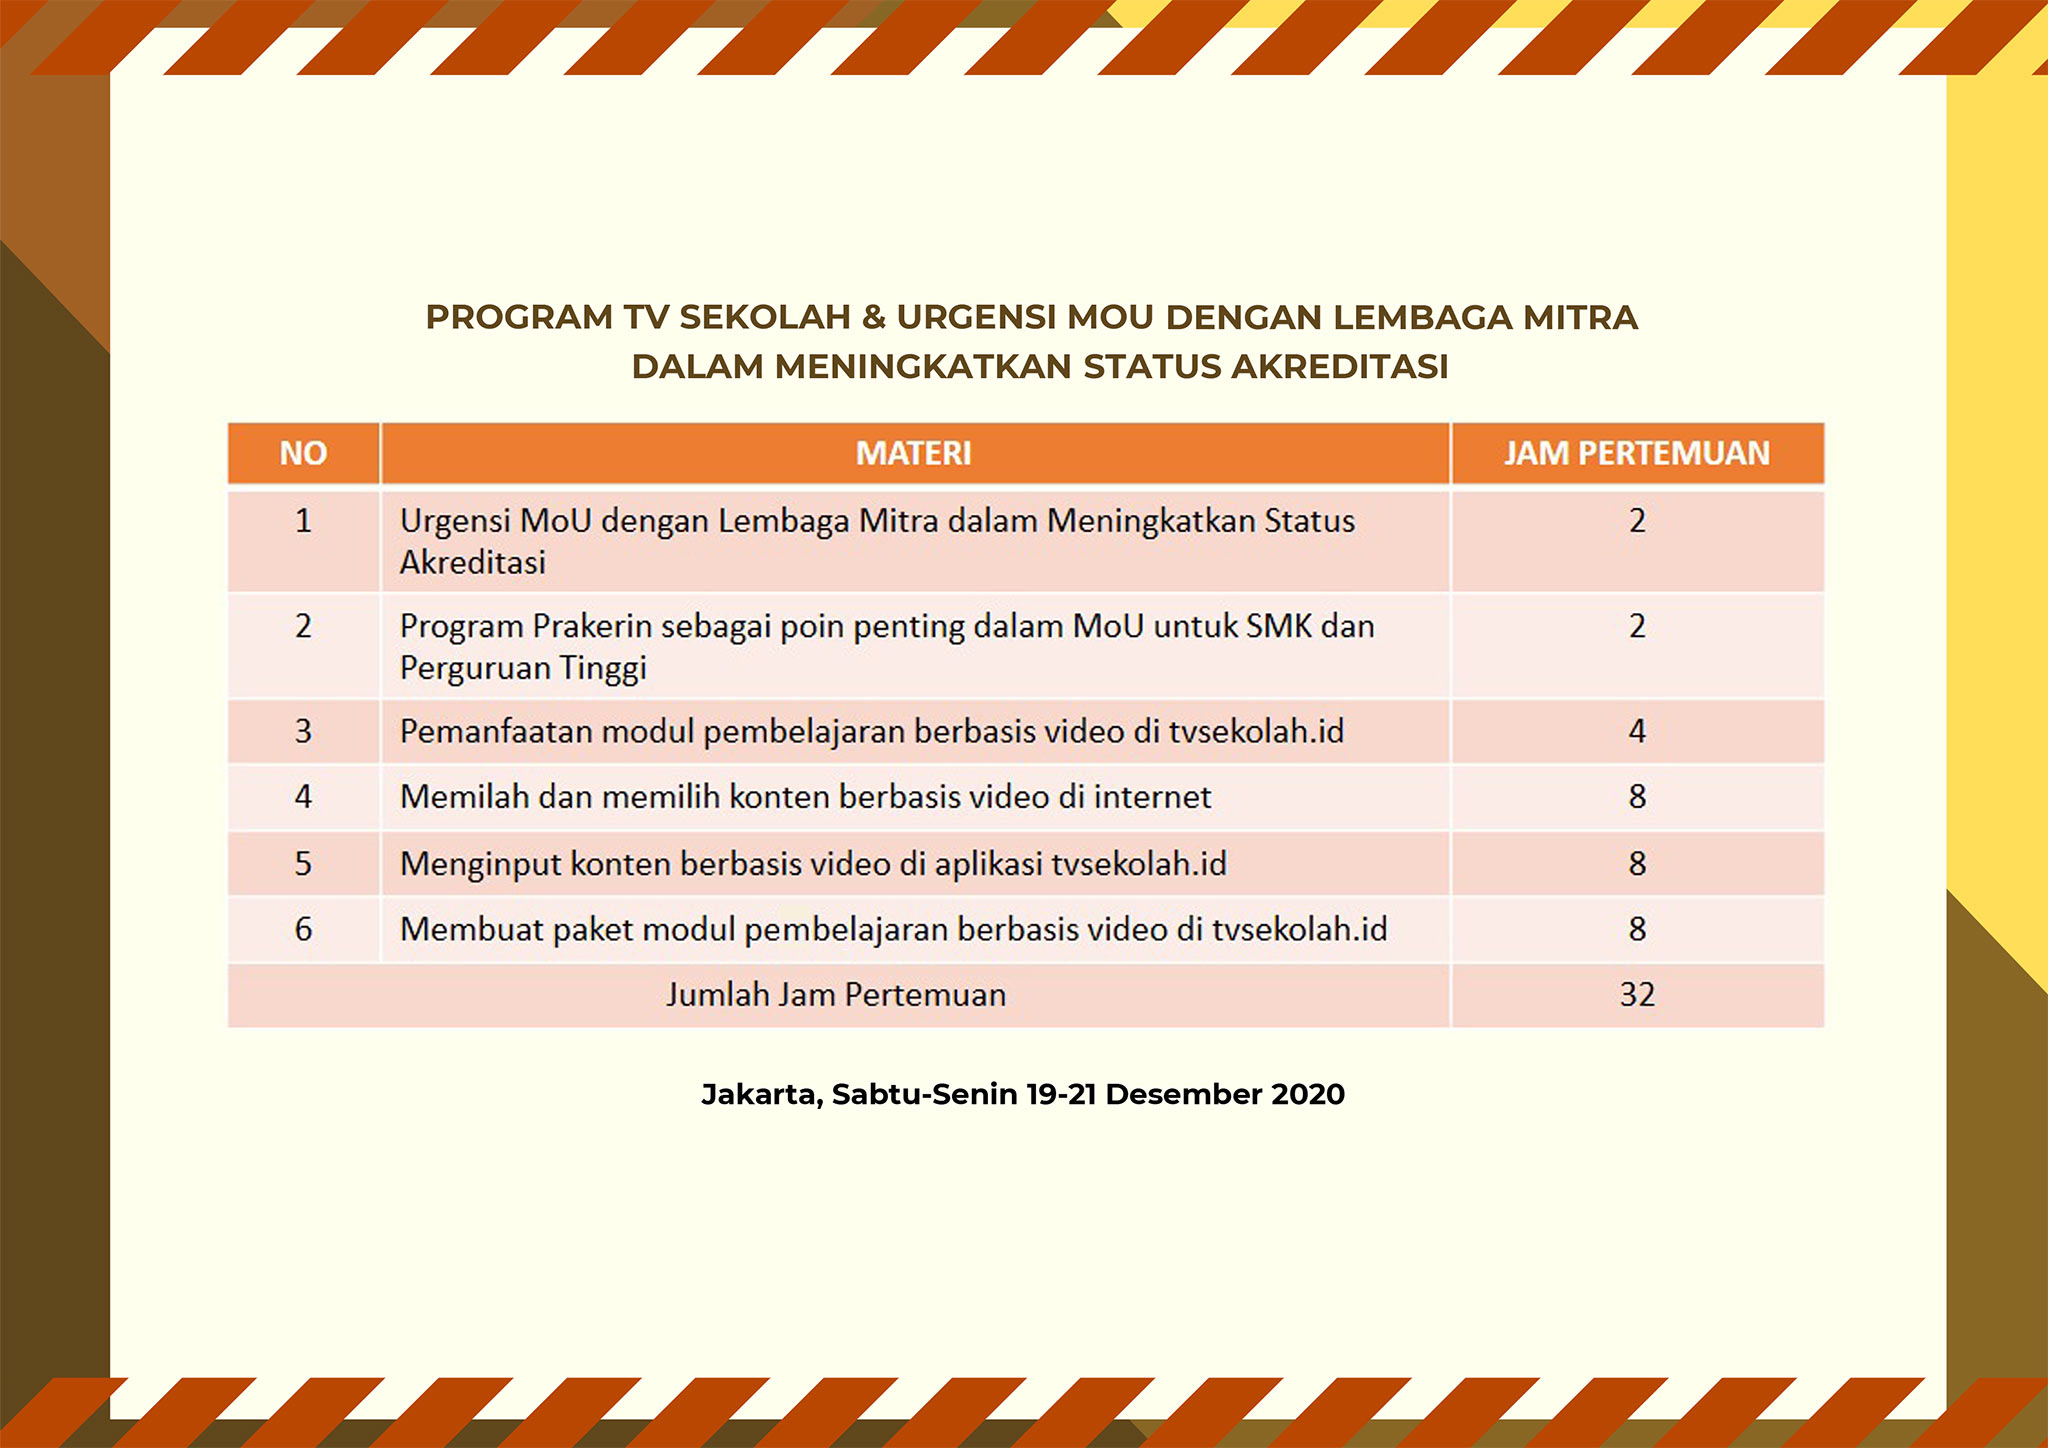 PROGRAM TV SEKOLAH & URGENSI MOU DENGAN LEMBAGA MITRA
DALAM MENINGKATKAN STATUS AKREDITASI
NO MATERI JAM PERTEMUAN
1 Urgensi MoU dengan Lembaga Mitra dalam Meningkatkan Status 2
Akreditasi
2 Program Prakerin sebagai poin penting dalam MoU untuk SMK dan 2
Perguruan Tinggi
3 Pemanfaatan modul pembelajaran berbasis video di tvsekolah.id 4
4 Memilah dan memilih konten berbasis video di internet 8
5 Menginput konten berbasis video di aplikasi tvsekolah.id 8
6 Membuat paket modul pembelajaran berbasis video di tvsekolah.id 8
Jumlah Jam Pertemuan 32
Jakarta, Sabtu-Senin 19-21 Desember 2020